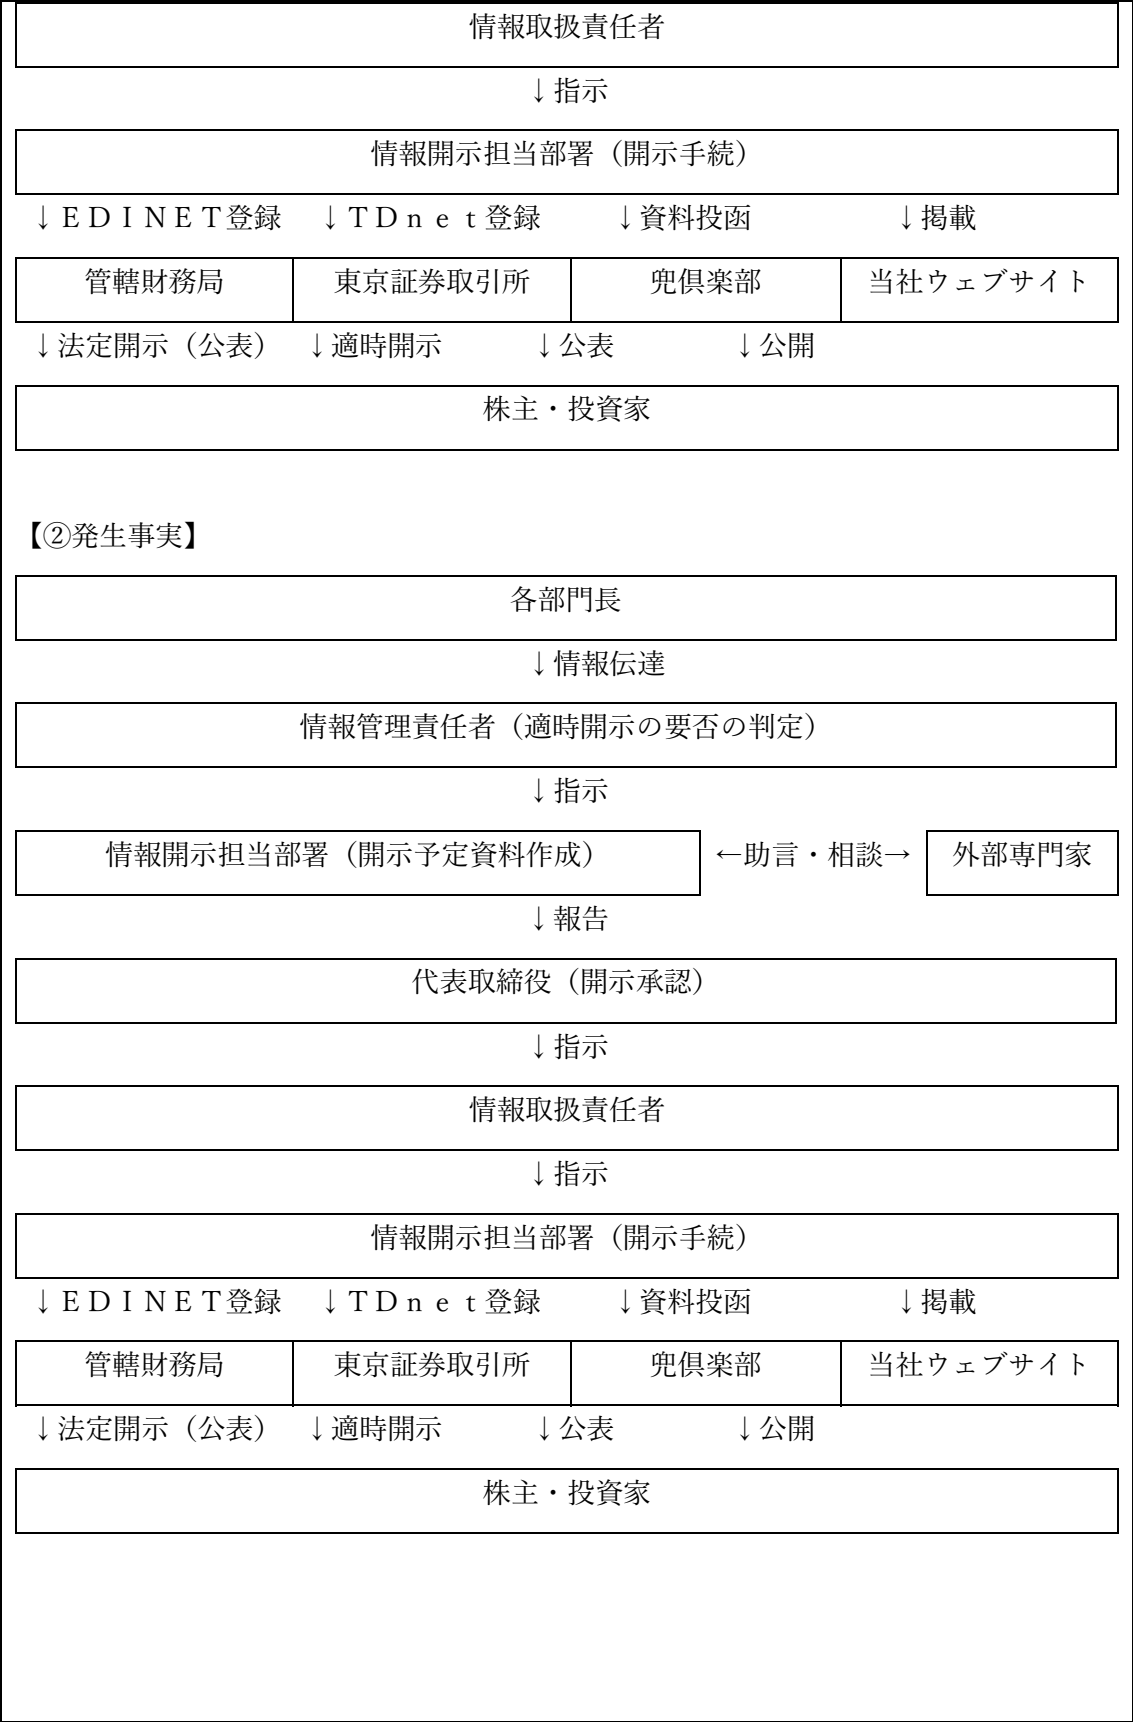 情報取扱責任者
↓指示
情報開示担当部署（開示手続）
↓ＥＤＩＮＥＴ登録 ↓ＴＤｎｅｔ登録 ↓資料投函 ↓掲載
管轄財務局 東京証券取引所 兜倶楽部 当社ウェブサイト
↓法定開示（公表） ↓適時開示 ↓公表 ↓公開
株主・投資家
【②発生事実】
各部門長
↓情報伝達
情報管理責任者（適時開示の要否の判定）
↓指示
情報開示担当部署（開示予定資料作成） ←助言・相談→ 外部専門家
↓報告
代表取締役（開示承認）
↓指示
情報取扱責任者
↓指示
情報開示担当部署（開示手続）
↓ＥＤＩＮＥＴ登録 ↓ＴＤｎｅｔ登録 ↓資料投函 ↓掲載
管轄財務局 東京証券取引所 兜倶楽部 当社ウェブサイト
↓法定開示（公表） ↓適時開示 ↓公表 ↓公開
株主・投資家